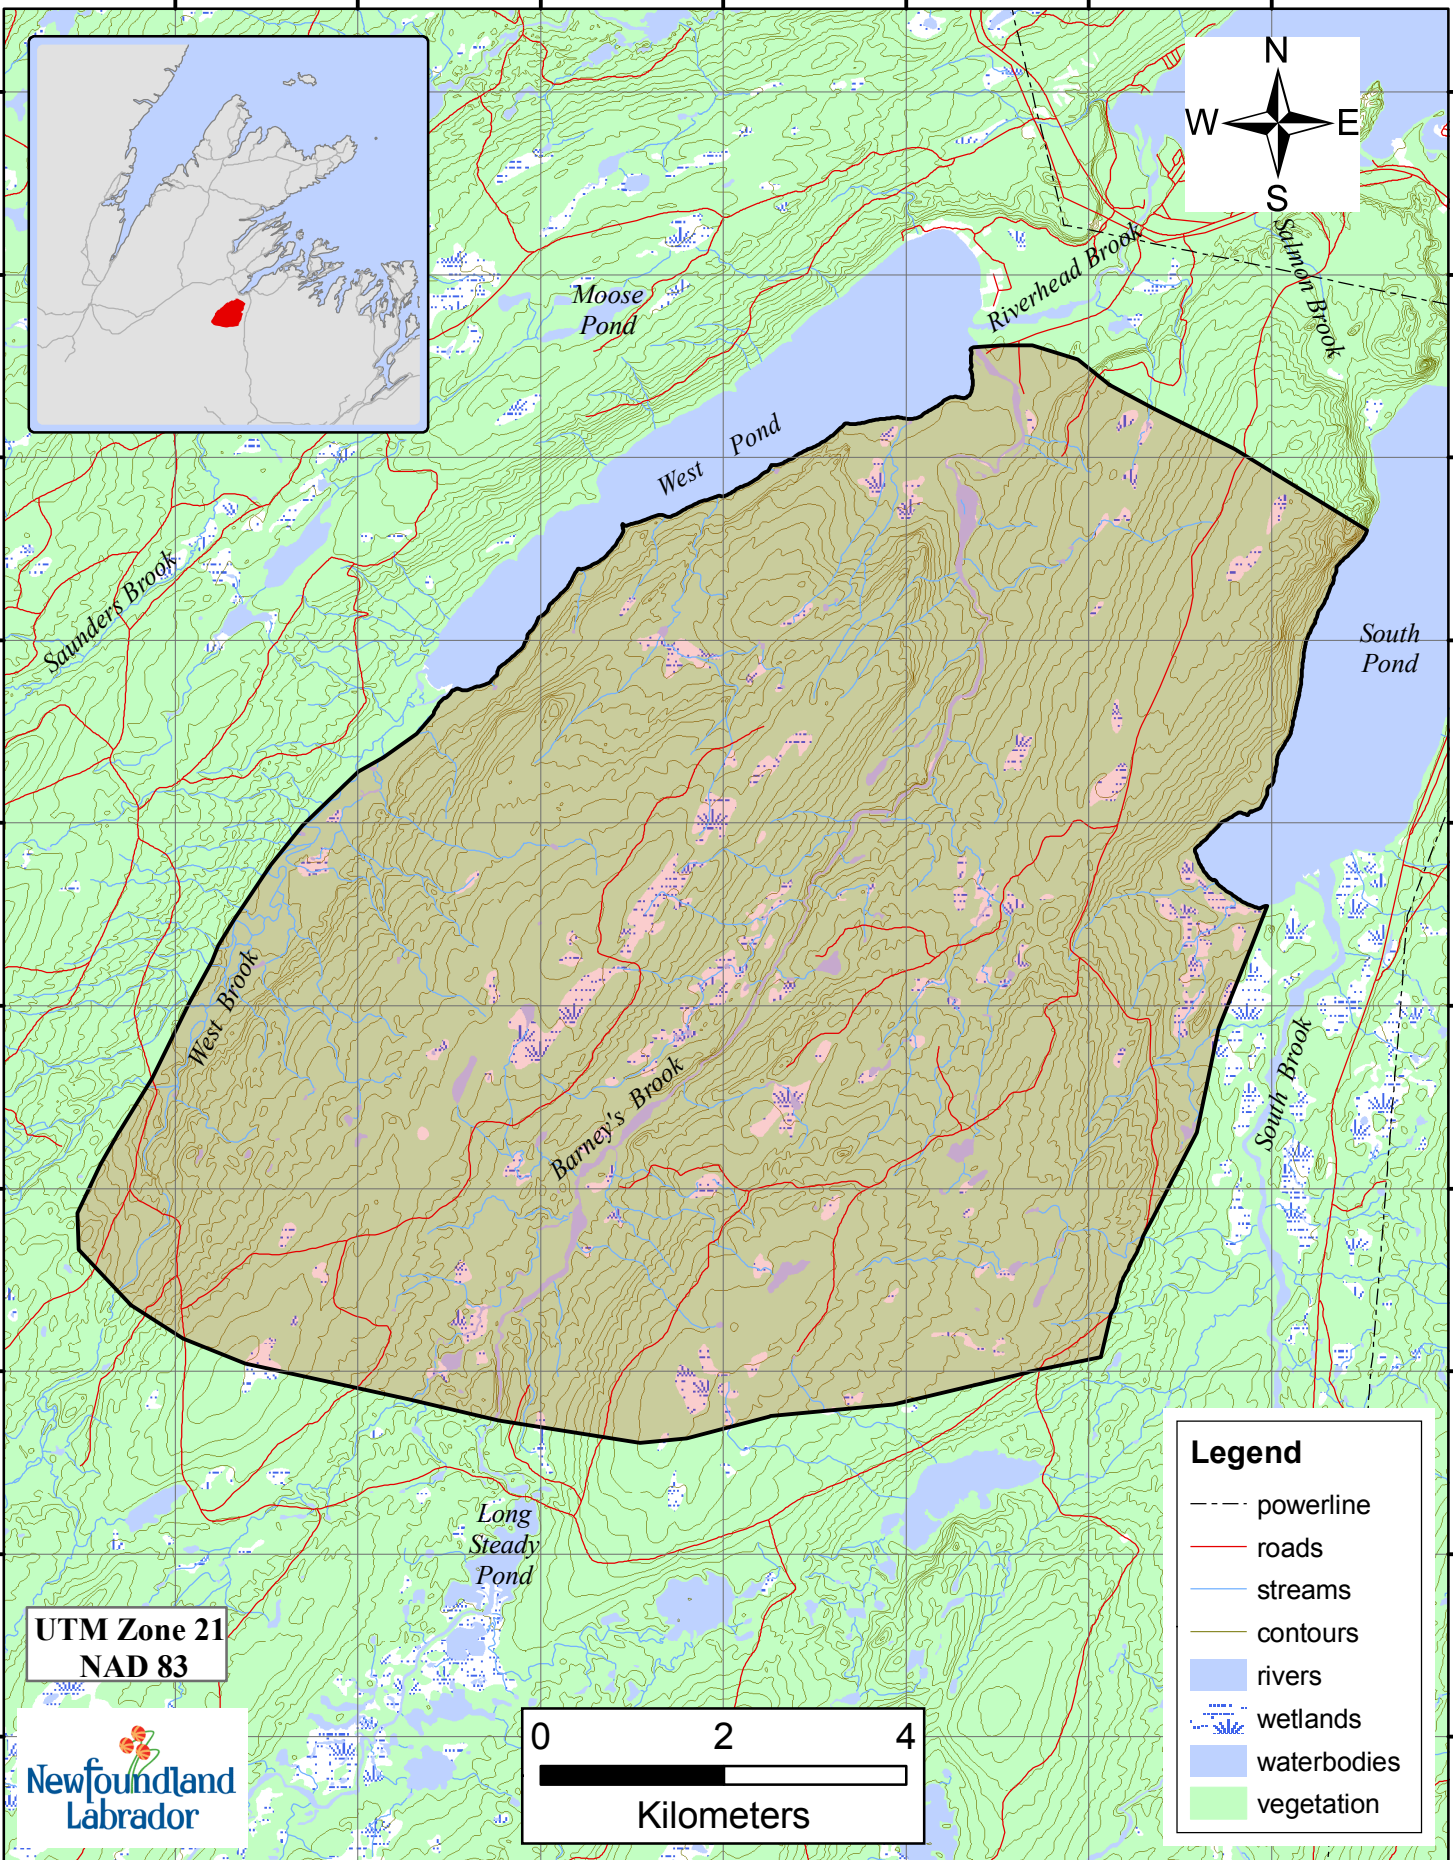 N
W E
S
Salmon Brook
Riverhead Brook
Moose
Pond
West Pond
Saunders Brook
South
Pond
West Brook
Barney's Brook
South Brook
Long
Steady
Pond
Legend
powerline
roads
streams
contours
rivers
wetlands
waterbodies
vegetation
UTM Zone 21
NAD 83
0 2 4
Kilometers
Newfoundland
Labrador